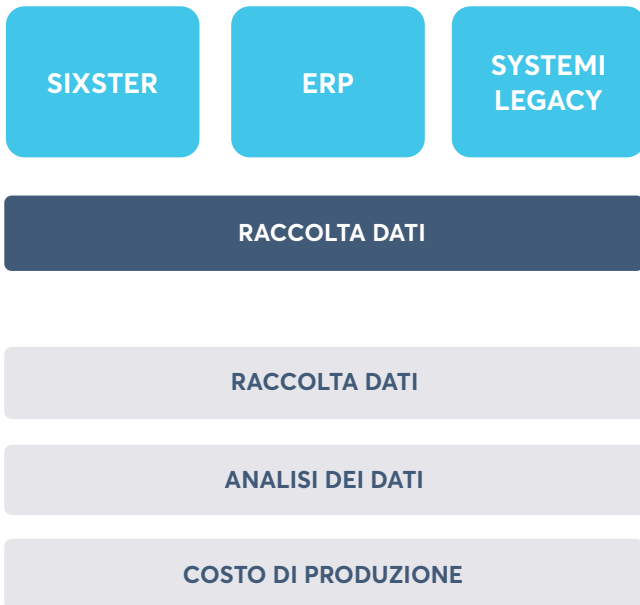 SIXSTER
ERP
SYSTEMI
LEGACY
RACCOLTA DATI
RACCOLTA DATI
ANALISI DEI DATI
COSTO DI PRODUZIONE